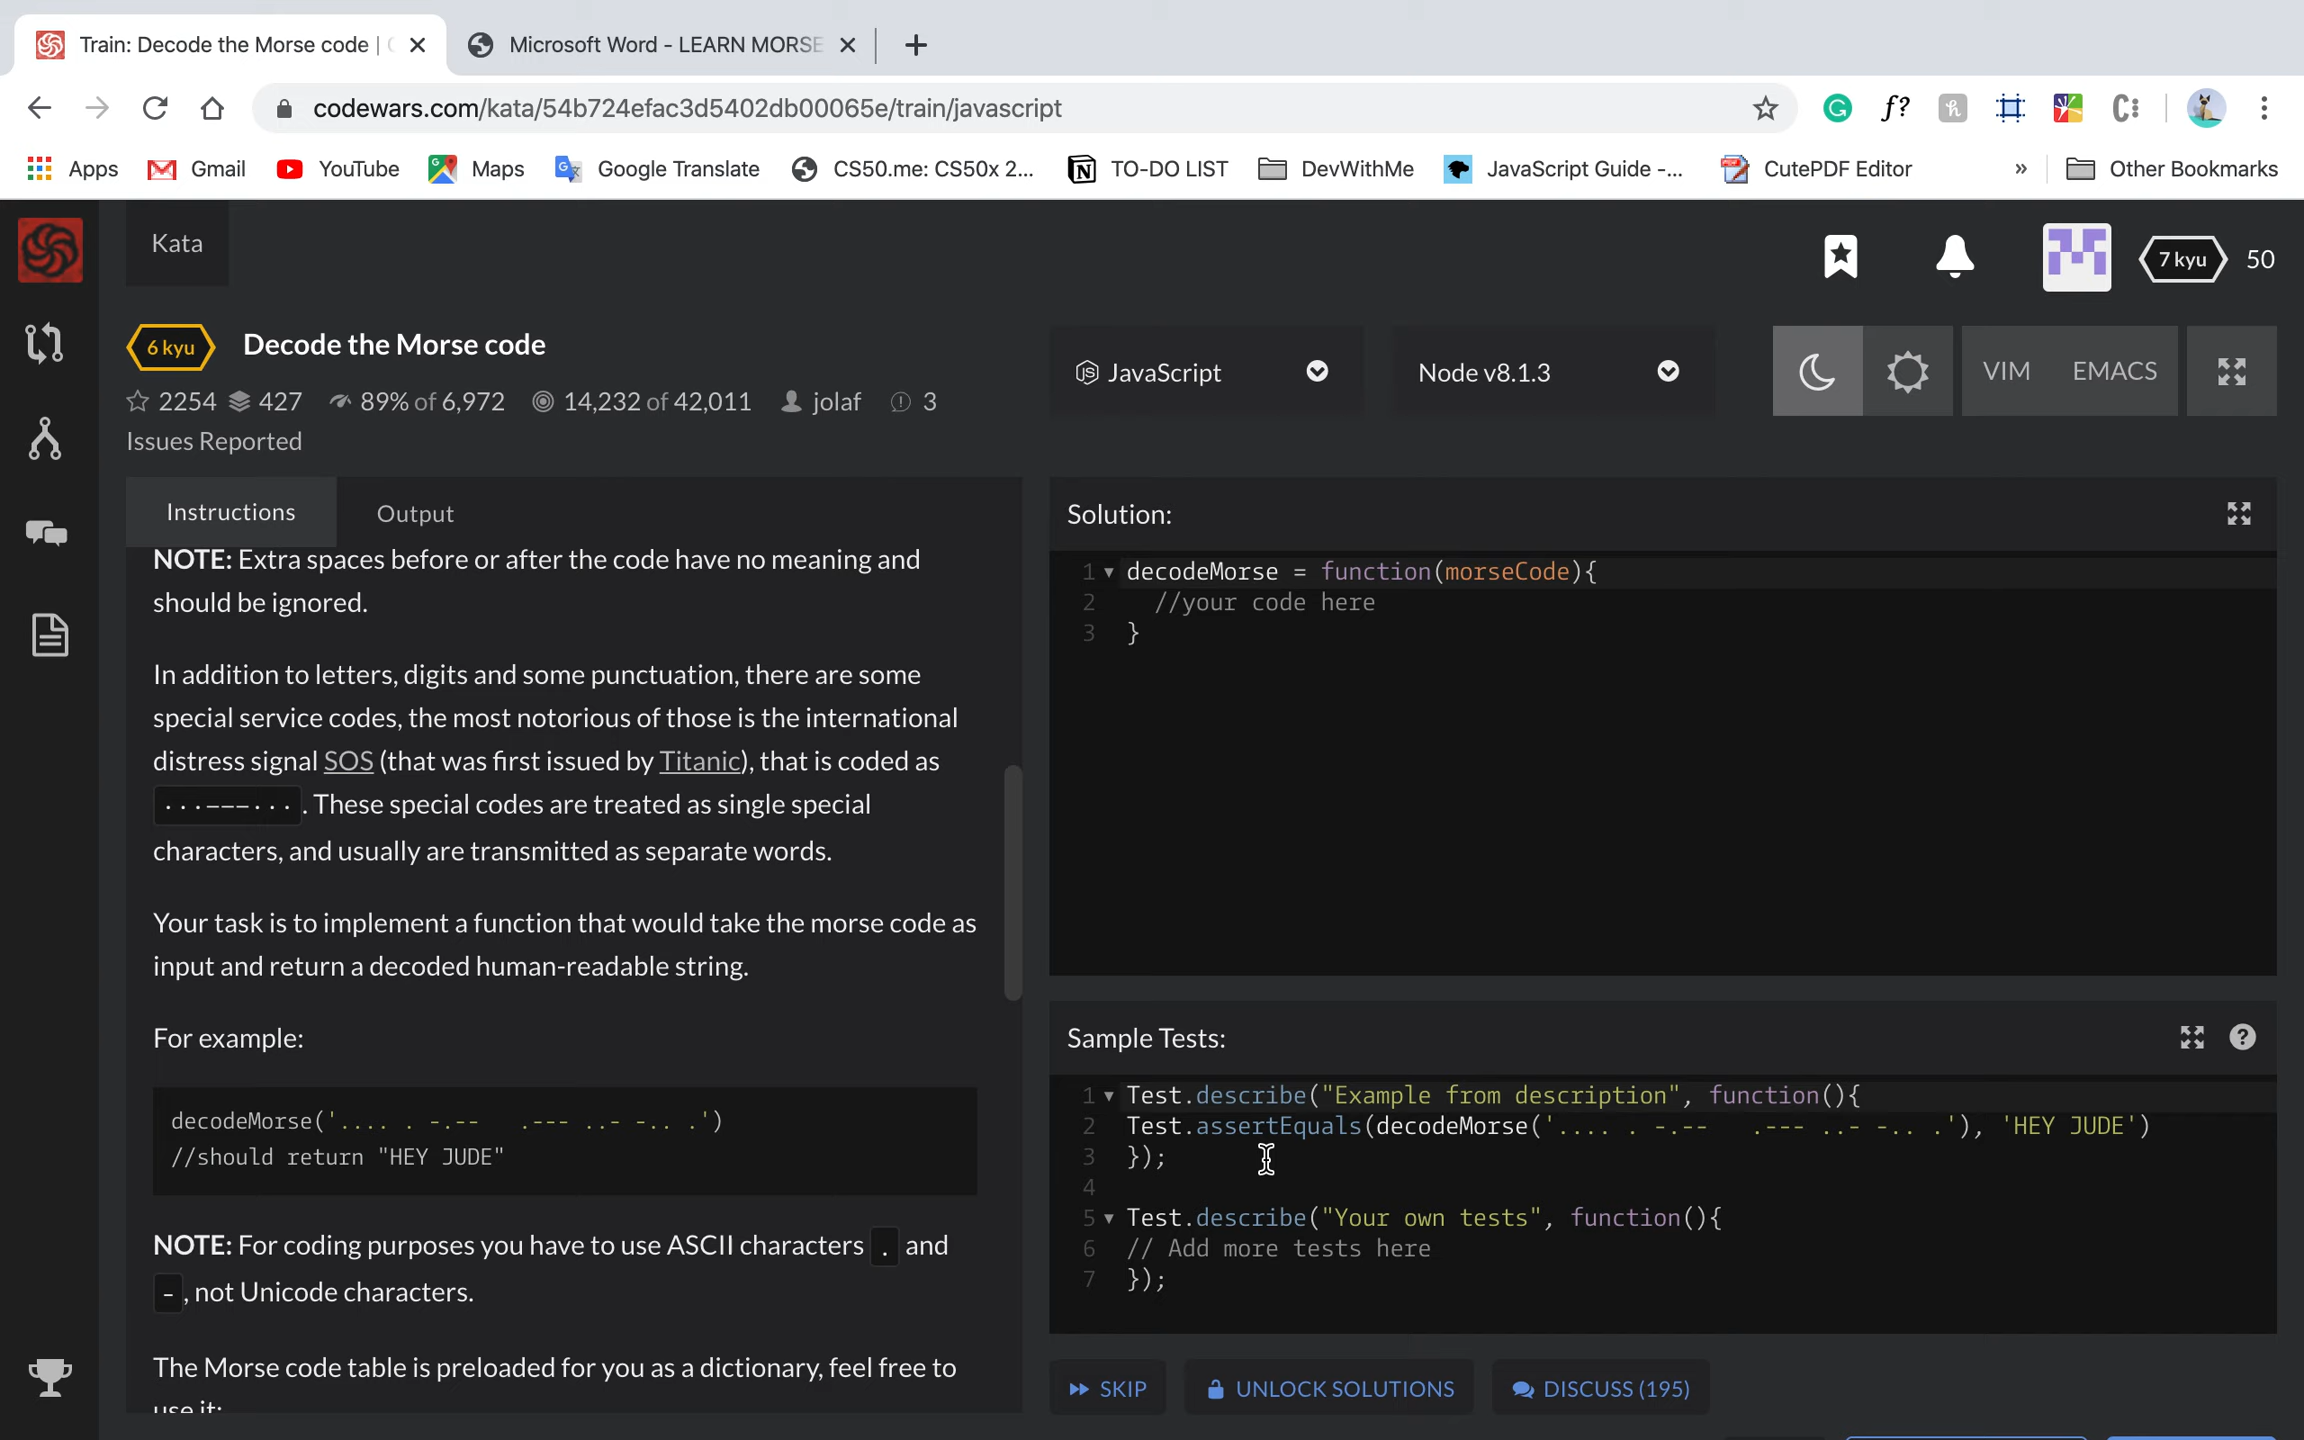 Train: Decode the Morse code |
Microsoft Word - LEARN MORSE
codewars.com/kata/54b724efac3d5402db00065e/train/javascript
f?
Apps Gmail YouTube Maps Google Translate CS50.me: CS50x 2... TO-DO LIST DevWithMe JavaScript Guide -... CutePDF Editor » Other Bookmarks
Kata
7 kyu 50
6 kyu Decode the Morse code
2254 427 89% of 6,972 14,232 of 42,011 jolaf 3
Issues Reported
JavaScript
Node v8.1.3
VIM EMACS
Instructions Output
NOTE: Extra spaces before or after the code have no meaning and
should be ignored.
In addition to letters, digits and some punctuation, there are some
special service codes, the most notorious of those is the international
distress signal SOS (that was first issued by Titanic), that is coded as
···−−−···. These special codes are treated as single special
characters, and usually are transmitted as separate words.
Your task is to implement a function that would take the morse code as
input and return a decoded human-readable string.
For example:
decodeMorse('.... . -.--   .--- ..- -.. .')
//should return "HEY JUDE"
NOTE: For coding purposes you have to use ASCII characters . and
-, not Unicode characters.
The Morse code table is preloaded for you as a dictionary, feel free to
use it:
Solution:
1 decodeMorse = function(morseCode){
2   //your code here
3 }
Sample Tests:
1 Test.describe("Example from description", function(){
2 Test.assertEquals(decodeMorse('.... . -.--   .--- ..- -.. .'), 'HEY JUDE')
3 });
4
5 Test.describe("Your own tests", function(){
6 // Add more tests here
7 });
SKIP UNLOCK SOLUTIONS DISCUSS (195)